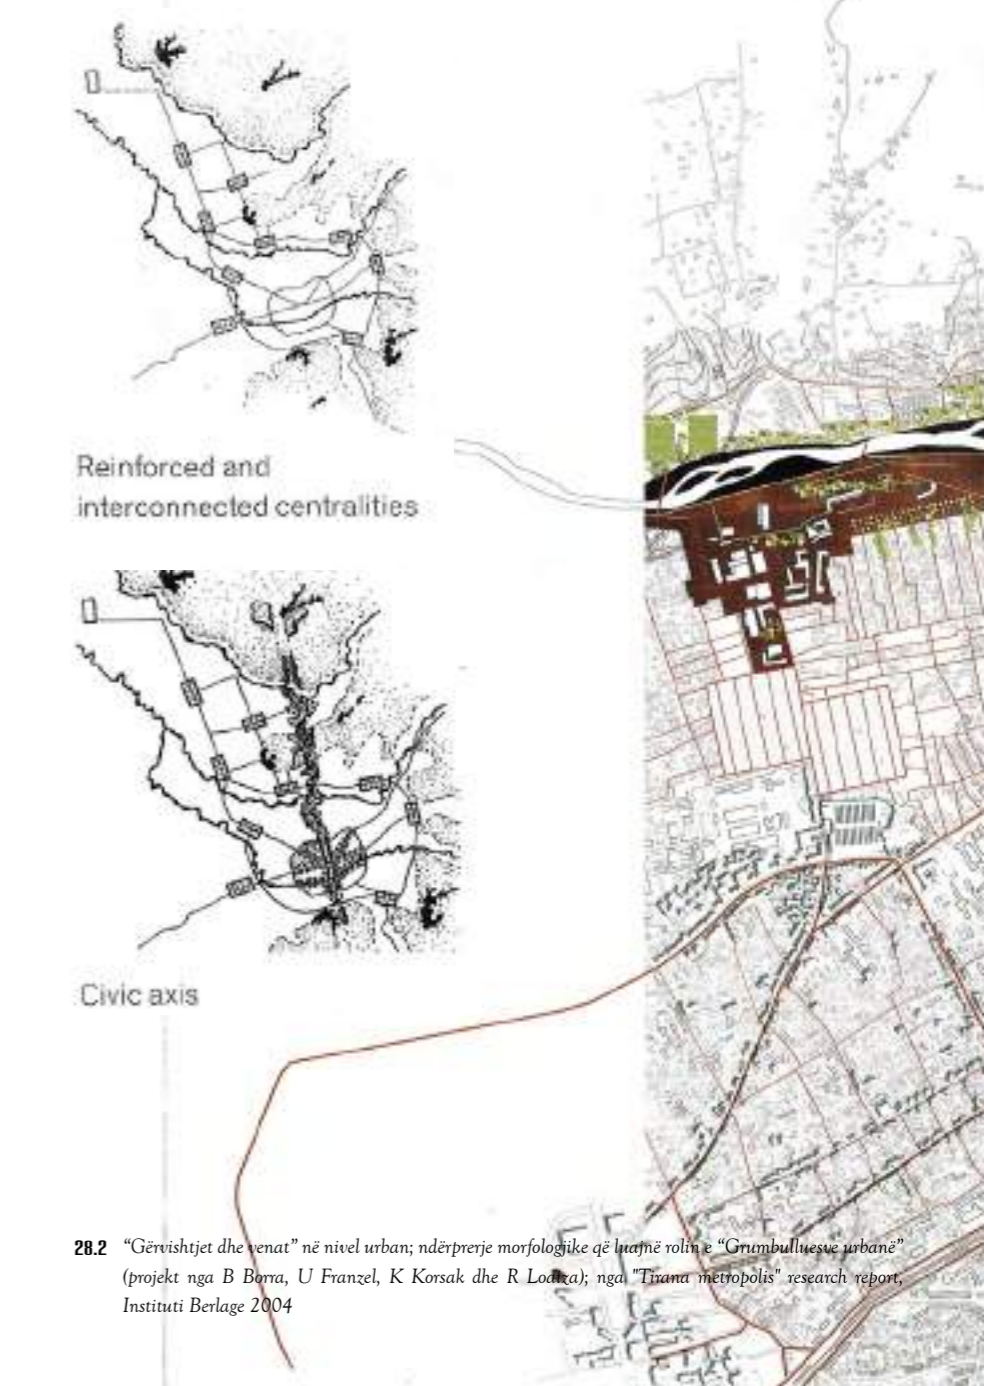 Reinforced and
interconnected centralities
Civic axis
28.2 “Gërvishtjet dhe venat” në nivel urban; ndërprerje morfologjike që luajnë rolin e “Grumbulluesve urbanë”
(projekt nga B Borra, U Franzel, K Korsak dhe R Loaiza); nga "Tirana metropolis" research report,
Instituti Berlage 2004